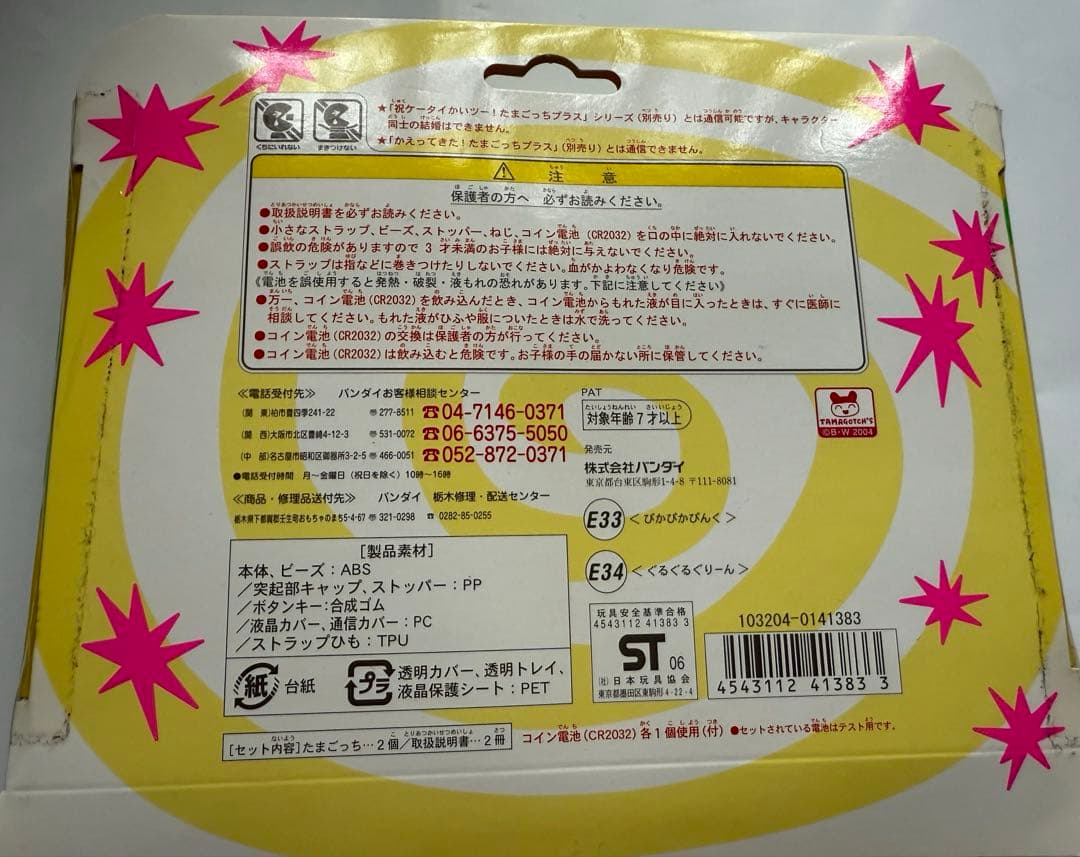 くちにいれない
まきつけない
★「祝ケータイかいツー!たまごっちプラス」シリーズ(別売り)とは通信可能ですが、キャラクター
同士の結婚はできません。
★「かえってきた!たまごっちプラス」(別売り)とは通信できません。
注意
保護者の方へ 必ずお読みください。
●取扱説明書を必ずお読みください。
●小さなストラップ、ビーズ、ストッパー、ねじ、コイン電池(CR2032)を口の中に絶対に入れないでください。
●誤飲の危険がありますので3才未満のお子様には絶対に与えないでください。
●ストラップは指などに巻きつけたりしないでください。血がかよわなくなり危険です。
《電池を誤使用すると発熱・破裂・液もれの恐れがあります。下記に注意してください》
●万一、コイン電池(CR2032)を飲み込んだとき、コイン電池からもれた液が目に入ったときは、すぐに医師に
相談してください。もれた液がひふや服についたときは水で洗ってください。
●コイン電池(CR2032)の交換は保護者の方が行ってください。
●コイン電池(CR2032)は飲み込むと危険です。お子様の手の届かない所に保管してください。
≪電話受付先≫ バンダイお客様相談センター
(関 東)柏市豊四季241-22 〒277-8511 ☎04-7146-0371
(関 西)大阪市北区豊崎4-12-3 〒531-0072 ☎06-6375-5050
(中 部)名古屋市昭和区御器所3-2-5 〒466-0051 ☎052-872-0371
●電話受付時間 月~金曜日(祝日を除く)10時~16時
≪商品・修理品送付先≫ バンダイ 栃木修理・配送センター
栃木県下都賀郡壬生町おもちゃのまち5-4-67 〒321-0298 ☎ 0282-85-0255
PAT
対象年齢7才以上
発売元
株式会社バンダイ
東京都台東区駒形1-4-8 〒111-8081
TAMAGOTCH'S
©B・W 2004
E33 <ぴかぴかぴんく>
E34 <ぐるぐるぐりーん>
[製品素材]
本体、ビーズ:ABS
/突起部キャップ、ストッパー:PP
/ボタンキー:合成ゴム
/液晶カバー、通信カバー:PC
/ストラップひも:TPU
紙 台紙
プラ 透明カバー、透明トレイ、
液晶保護シート:PET
玩具安全基準合格
4543112 41383 3
ST 06
(社)日本玩具協会
東京都墨田区東駒形4-22-4
103204-0141383
4543112 41383 3
[セット内容]たまごっち…2個/取扱説明書…2冊
コイン電池(CR2032)各1個使用(付) ●セットされている電池はテスト用です。